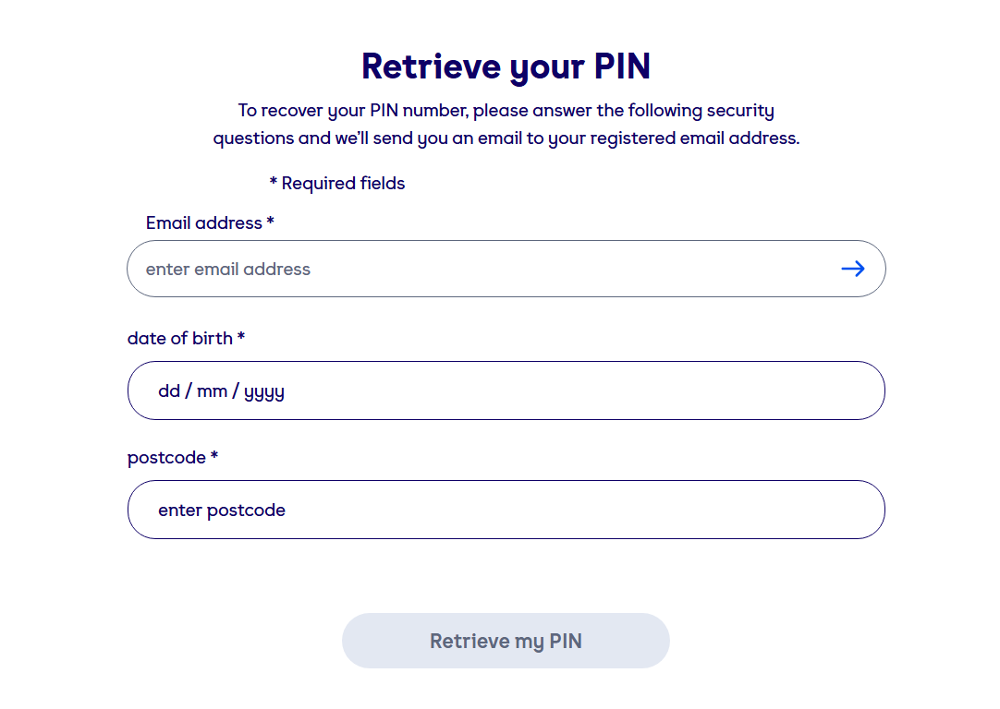 Retrieve your PIN
To recover your PIN number, please answer the following security
questions and we’ll send you an email to your registered email address.
* Required fields
Email address *
enter email address
date of birth *
dd / mm / yyyy
postcode *
enter postcode
Retrieve my PIN